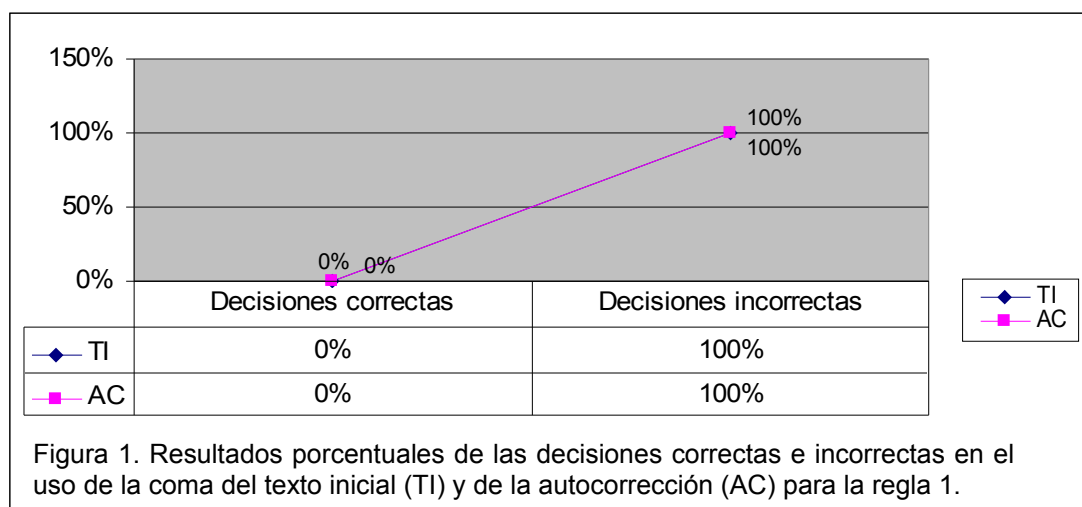 150%
100%
50%
0%
100%
100%
0% 0%
Decisiones correctas Decisiones incorrectas
TI 0% 100%
AC 0% 100%
TI
AC
Figura 1. Resultados porcentuales de las decisiones correctas e incorrectas en el
uso de la coma del texto inicial (TI) y de la autocorrección (AC) para la regla 1.